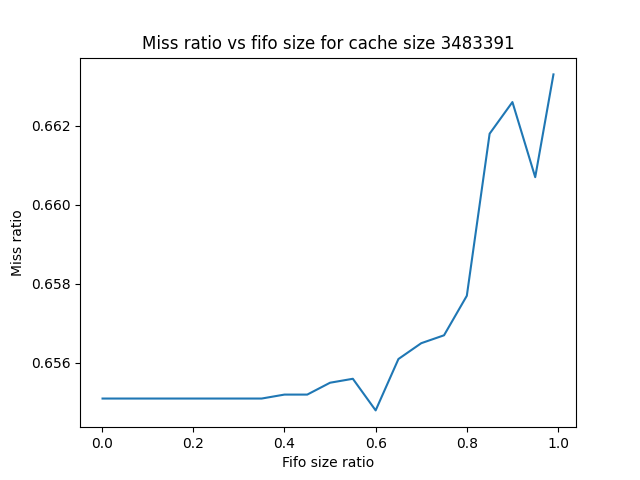 Miss ratio vs fifo size for cache size 3483391
0.662
0.660
0.658
0.656
Miss ratio
0.0 0.2 0.4 0.6 0.8 1.0
Fifo size ratio